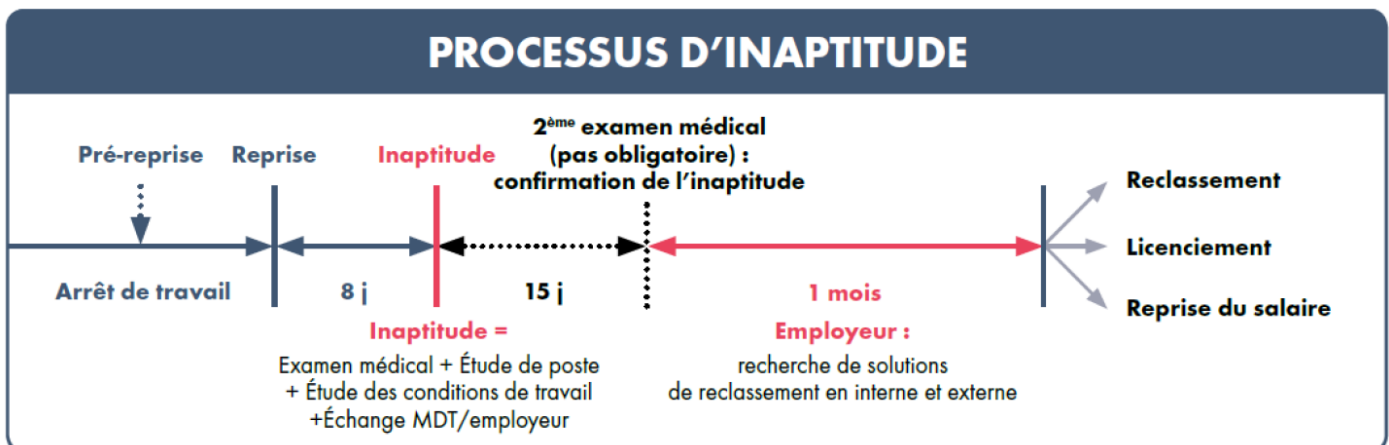 PROCESSUS D'INAPTITUDE
2ème examen médical
(pas obligatoire) :
confirmation de l'inaptitude
Pré-reprise
Reprise
Inaptitude
Reclassement
Licenciement
Reprise du salaire
Arrêt de travail
8 j
15 j
1 mois
Inaptitude =
Examen médical + Étude de poste
+ Étude des conditions de travail
+Échange MDT/employeur
Employeur :
recherche de solutions
de reclassement en interne et externe